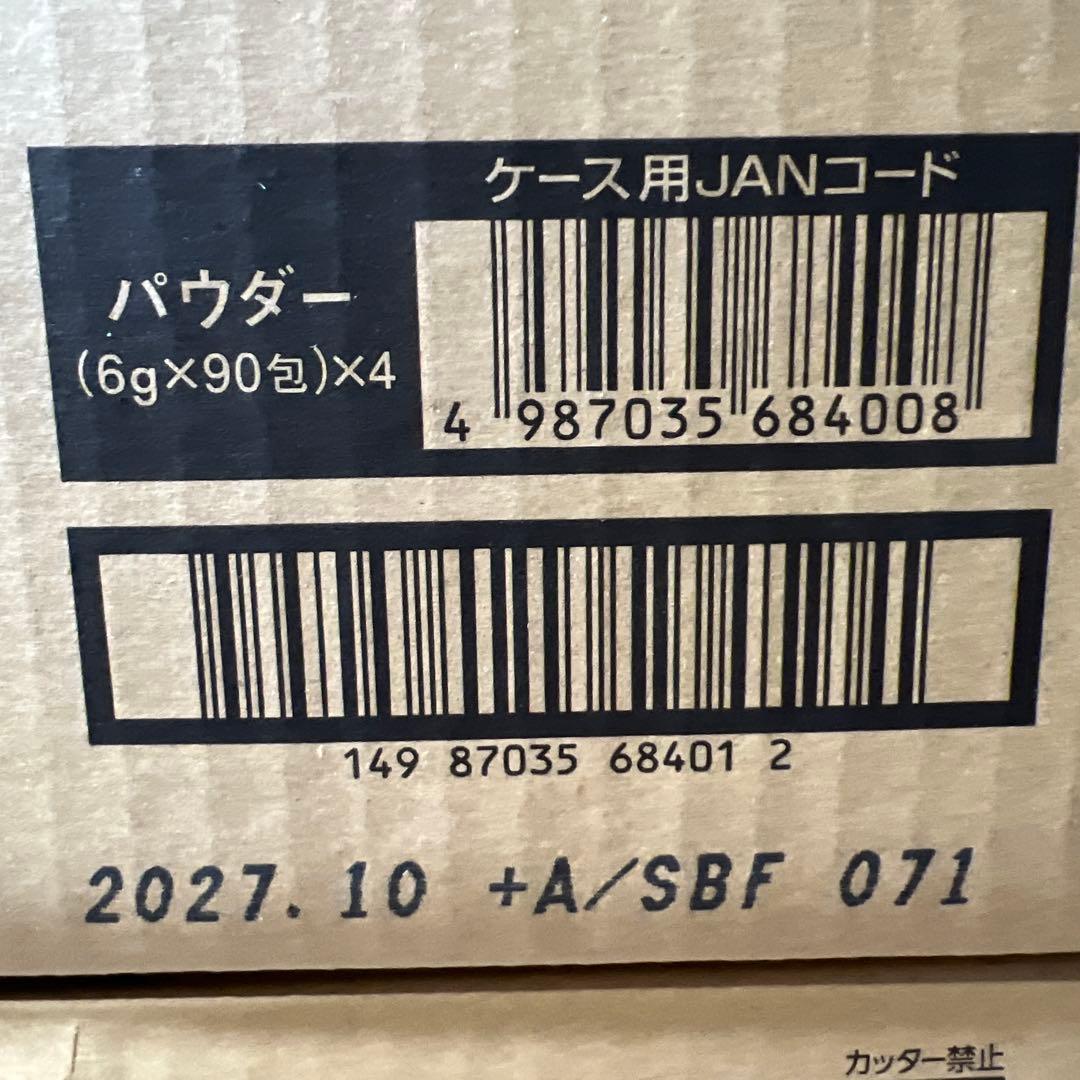 ケース用JANコード
パウダー
(6g×90包)×4
4 987035 684008
149 87035 68401 2
2027.10 +A/SBF 071
カッター禁止